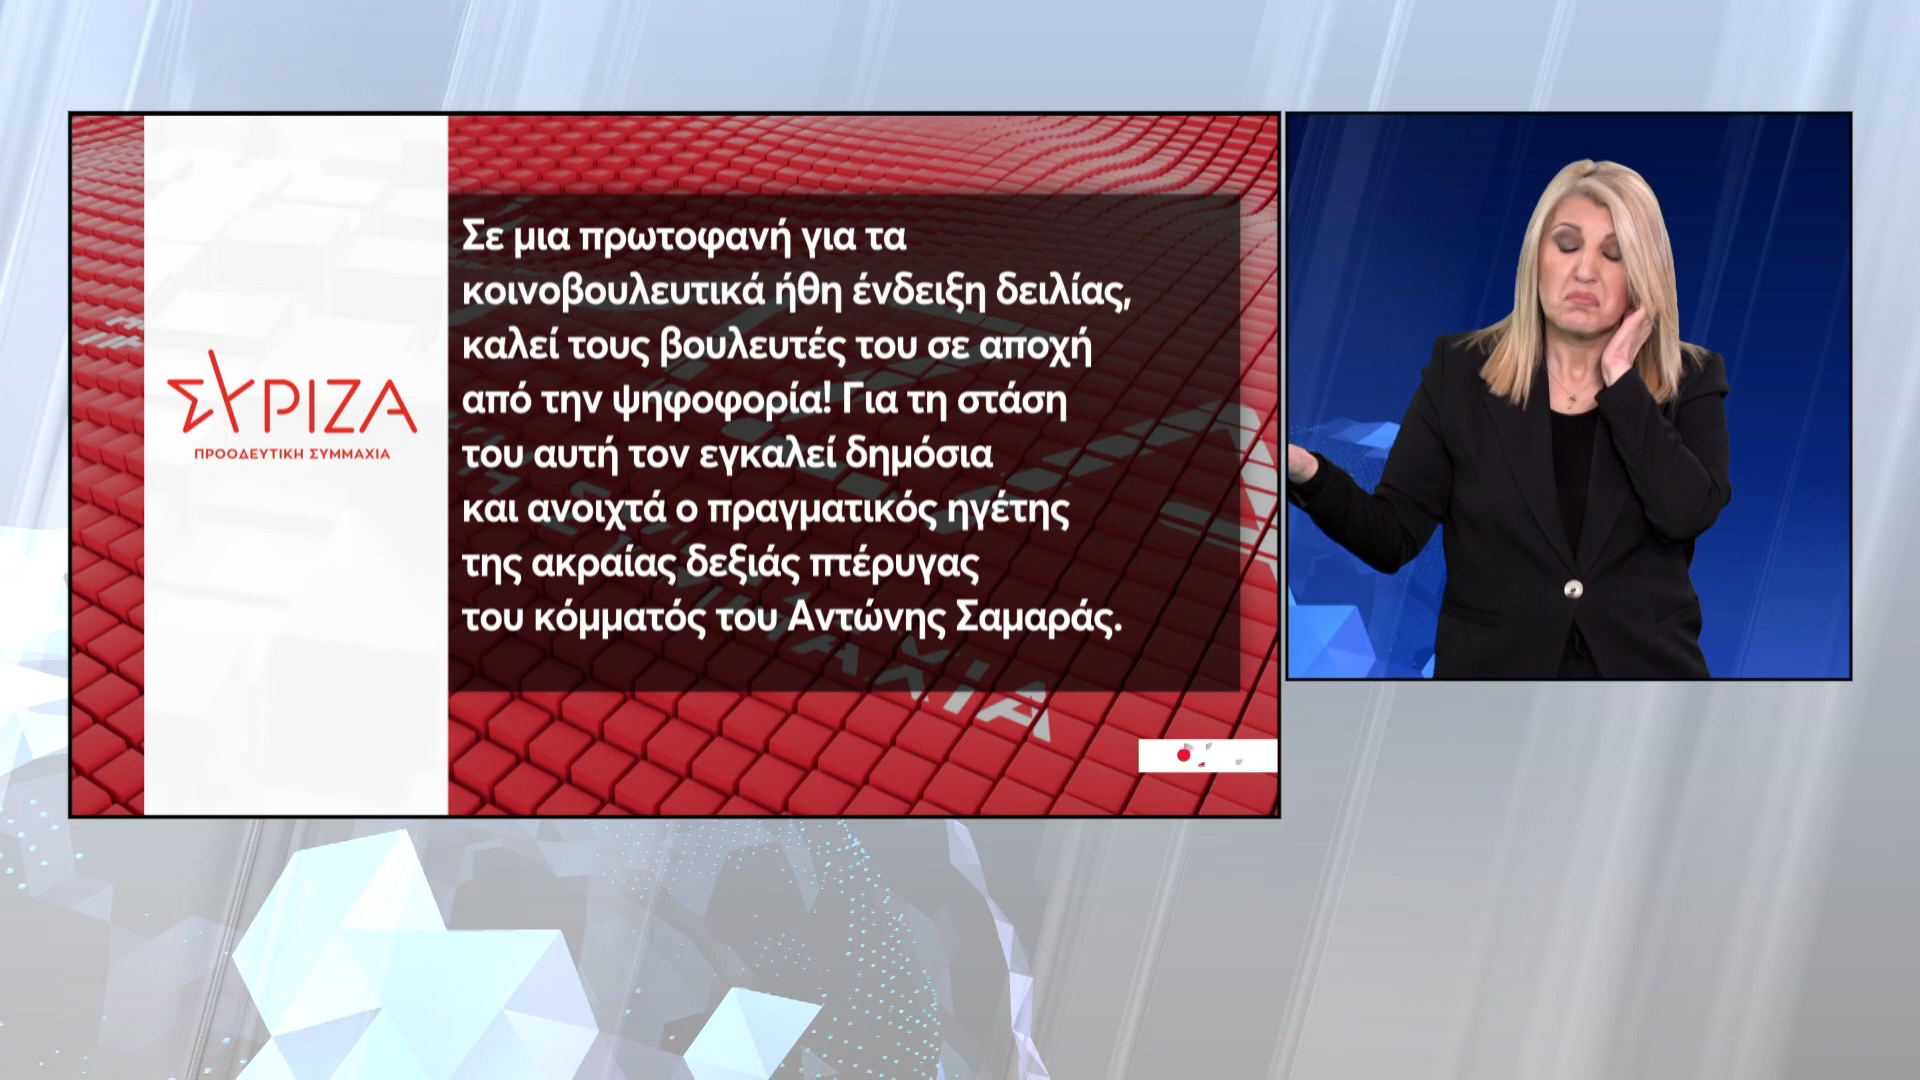 ΣΥΡΙΖΑ
ΠΡΟΟΔΕΥΤΙΚΗ ΣΥΜΜΑΧΙΑ
Σε μια πρωτοφανή για τα
κοινοβουλευτικά ήθη ένδειξη δειλίας,
καλεί τους βουλευτές του σε αποχή
από την ψηφοφορία! Για τη στάση
του αυτή τον εγκαλεί δημόσια
και ανοιχτά ο πραγματικός ηγέτης
της ακραίας δεξιάς πτέρυγας
του κόμματός του Αντώνης Σαμαράς.